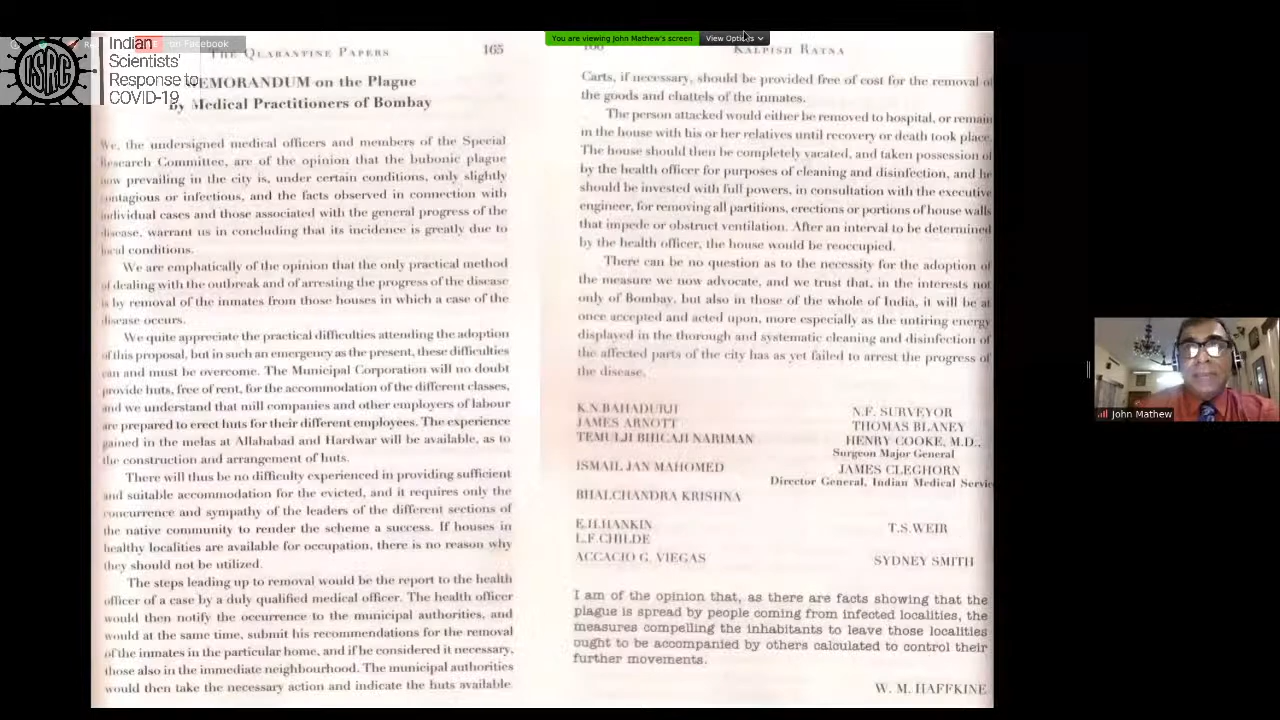 on Facebook
Indian
Scientists'
Response to
COVID-19
ISRC
You are viewing John Mathew's screen
View Options
THE QUARANTINE PAPERS
165
EMORANDUM on the Plague
By Medical Practitioners of Bombay
We, the undersigned medical officers and members of the Special
Research Committee, are of the opinion that the bubonic plague
now prevailing in the city is, under certain conditions, only slightly
contagious or infectious, and the facts observed in connection with
individual cases and those associated with the general progress of the
disease, warrant us in concluding that its incidence is greatly due to
local conditions.
We are emphatically of the opinion that the only practical method
of dealing with the outbreak and of arresting the progress of the disease
is by removal of the inmates from those houses in which a case of the
disease occurs.
We quite appreciate the practical difficulties attending the adoption
of this proposal, but in such an emergency as the present, these difficulties
can and must be overcome. The Municipal Corporation will no doubt
provide huts, free of rent, for the accommodation of the different classes,
and we understand that mill companies and other employers of labour
are prepared to erect huts for their different employees. The experience
gained in the melas at Allahabad and Hardwar will be available, as to
the construction and arrangement of huts.
There will thus be no difficulty experienced in providing sufficient
and suitable accommodation for the evicted, and it requires only the
concurrence and sympathy of the leaders of the different sections of
the native community to render the scheme a success. If houses in
healthy localities are available for occupation, there is no reason why
they should not be utilized.
The steps leading up to removal would be the report to the health
officer of a case by a duly qualified medical officer. The health officer
would then notify the occurrence to the municipal authorities, and
would at the same time, submit his recommendations for the removal
of the inmates in the particular home, and if he considered it necessary,
those also in the immediate neighbourhood. The municipal authorities
would then take the necessary action and indicate the huts available
166
KALPISH RATNA
Carts, if necessary, should be provided free of cost for the removal of
the goods and chattels of the inmates.
The person attacked would either be removed to hospital, or remain
in the house with his or her relatives until recovery or death took place.
The house should then be completely vacated, and taken possession of
by the health officer for purposes of cleaning and disinfection, and he
should be invested with full powers, in consultation with the executive
engineer, for removing all partitions, erections or portions of house walls
that impede or obstruct ventilation. After an interval to be determined
by the health officer, the house would be reoccupied.
There can be no question as to the necessity for the adoption of
the measure we now advocate, and we trust that, in the interests not
only of Bombay, but also in those of the whole of India, it will be at
once accepted and acted upon, more especially as the untiring energy
displayed in the thorough and systematic cleaning and disinfection of
the affected parts of the city has as yet failed to arrest the progress of
the disease.
K.N.BAHADURJI
JAMES ARNOTT
TEMULJI BHICAJI NARIMAN
ISMAIL JAN MAHOMED
BHALCHANDRA KRISHNA
E.H.HANKIN
L.F.CHILDE
ACCACIO G. VIEGAS
N.F. SURVEYOR
THOMAS BLANEY
HENRY COOKE, M.D.,
Surgeon Major General
JAMES CLEGHORN
Director General, Indian Medical Servic
T.S.WEIR
SYDNEY SMITH
I am of the opinion that, as there are facts showing that the
plague is spread by people coming from infected localities, the
measures compelling the inhabitants to leave those localities
ought to be accompanied by others calculated to control their
further movements.
W. M. HAFFKINE
John Mathew